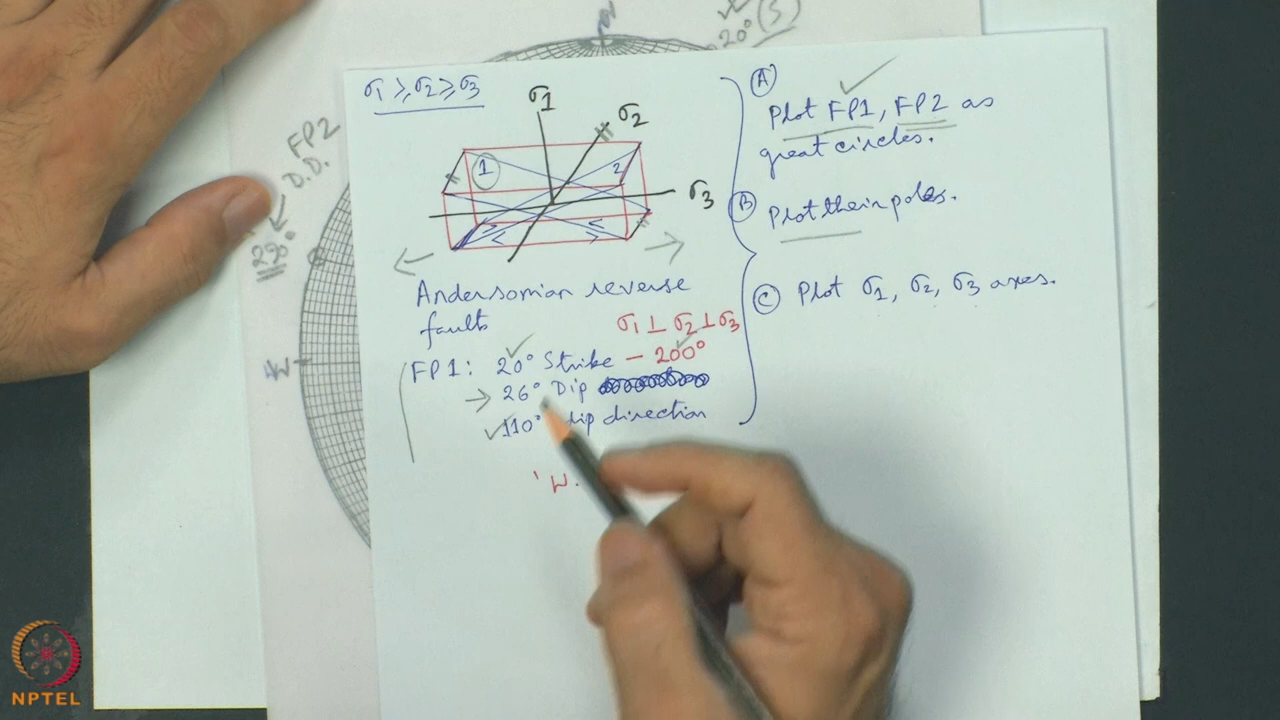 N
20° (S)
FP2
D.D.
290°
W
σ1 ⩾ σ2 ⩾ σ3
σ1
σ2
σ3
1
2
Andersonian reverse
faults
σ1 ⊥ σ2 ⊥ σ3
FP1: 20° Strike – 200°
→ 26° Dip
110° dip direction
W.
A
Plot FP1, FP2 as
great circles.
B Plot their poles.
C Plot σ1, σ2, σ3 axes.
NPTEL